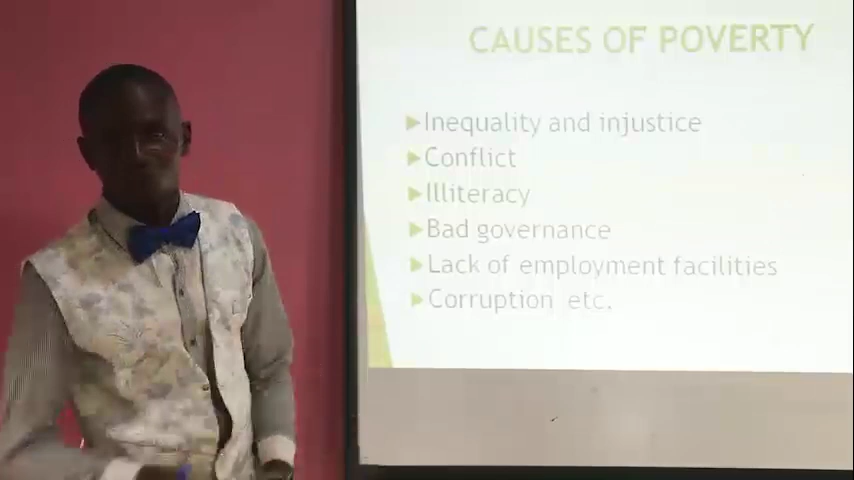 CAUSES OF POVERTY
Inequality and injustice
Conflict
Illiteracy
Bad governance
Lack of employment facilities
Corruption etc.